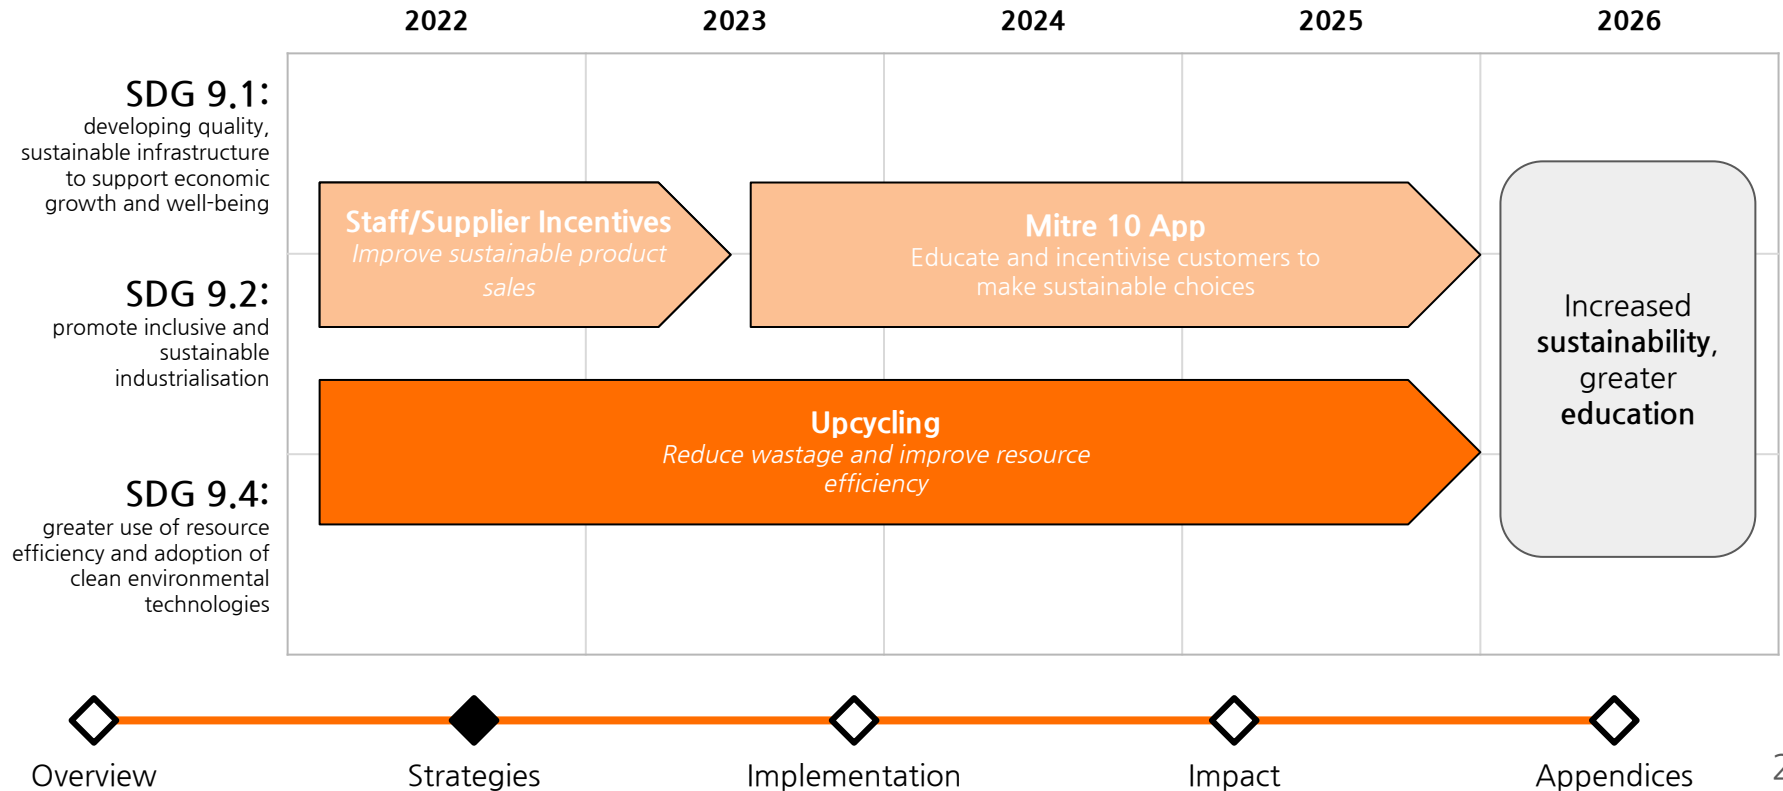 2022 2023 2024 2025 2026
SDG 9.1:
developing quality,
sustainable infrastructure
to support economic
growth and well-being
SDG 9.2:
promote inclusive and
sustainable
industrialisation
SDG 9.4:
greater use of resource
efficiency and adoption of
clean environmental
technologies
Staff/Supplier Incentives
Improve sustainable product
sales
Mitre 10 App
Educate and incentivise customers to
make sustainable choices
Upcycling
Reduce wastage and improve resource
efficiency
Increased
sustainability,
greater
education
Overview Strategies Implementation Impact Appendices